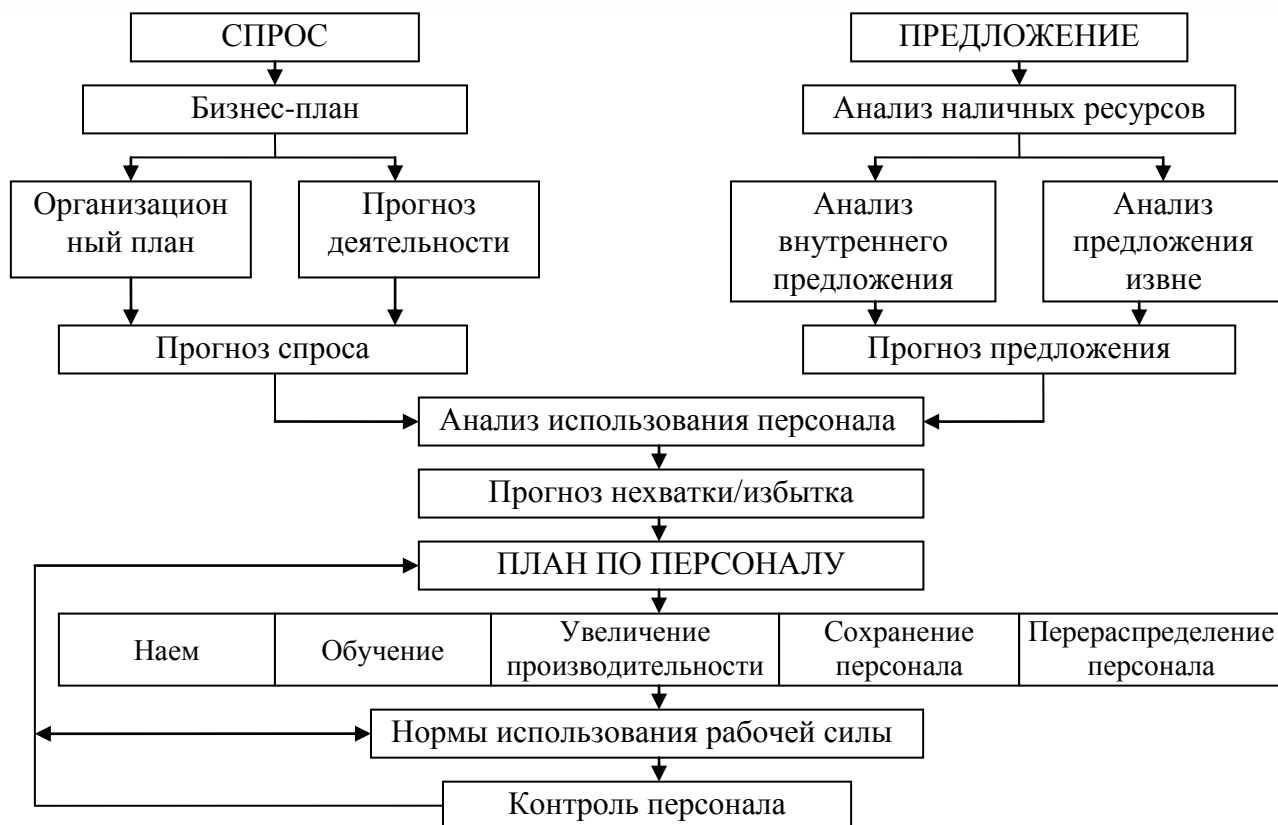 СПРОС
ПРЕДЛОЖЕНИЕ
Бизнес-план
Анализ наличных ресурсов
Организацион
ный план
Прогноз
деятельности
Анализ
внутреннего
предложения
Анализ
предложения
извне
Прогноз спроса
Прогноз предложения
Анализ использования персонала
Прогноз нехватки/избытка
ПЛАН ПО ПЕРСОНАЛУ
Наем
Обучение
Увеличение
производительности
Сохранение
персонала
Перераспределение
персонала
Нормы использования рабочей силы
Контроль персонала